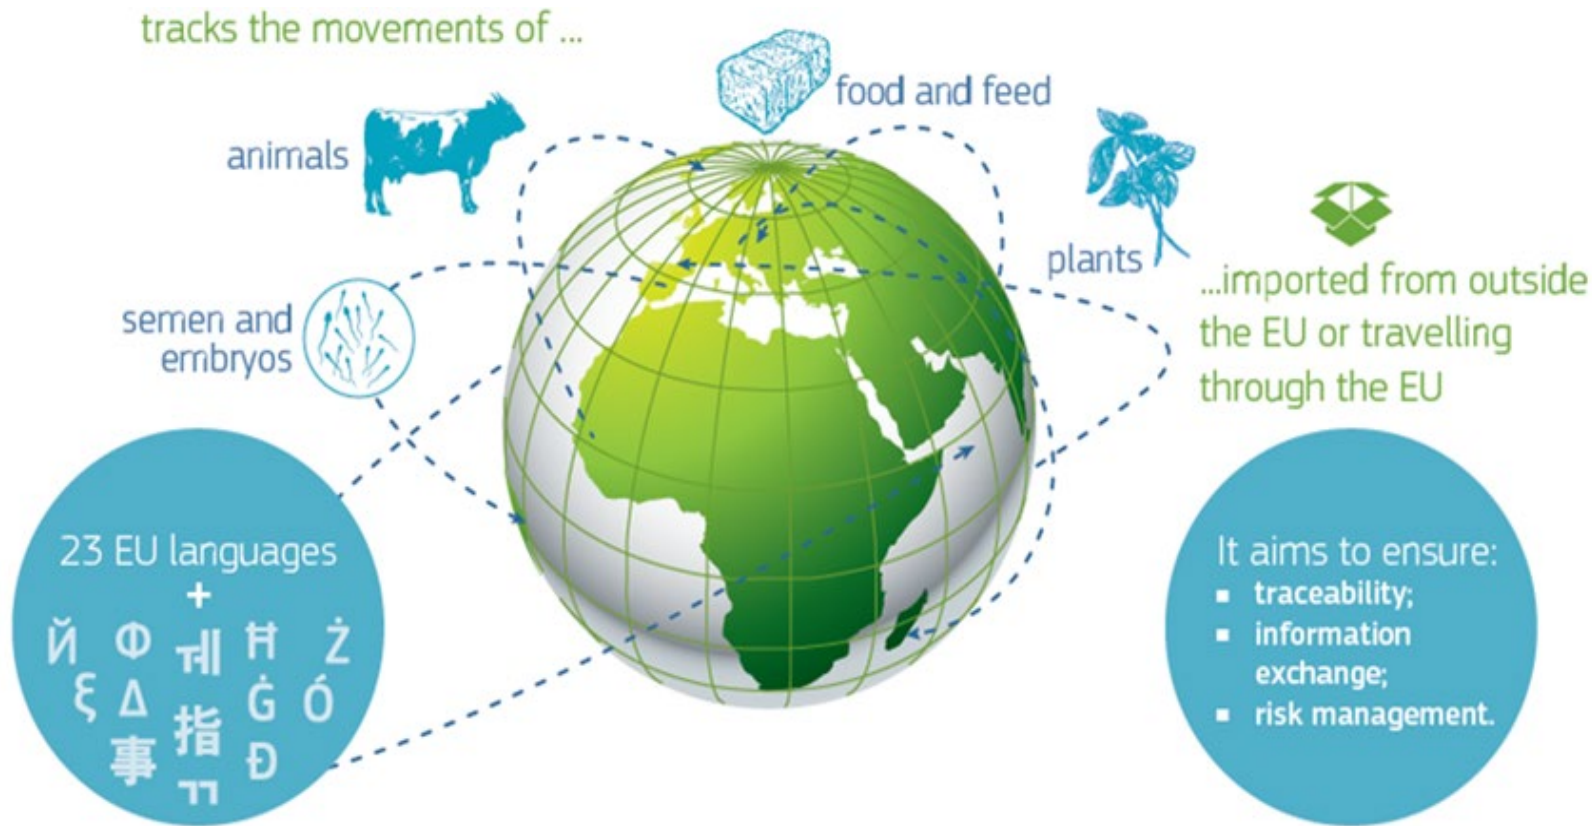 tracks the movements of ...
food and feed
animals
plants
...imported from outside
the EU or travelling
through the EU
semen and
embryos
23 EU languages
+
Й Ф 게 Ħ Ż
ξ Δ 指 Ġ Ó
事 ㄲ Đ
It aims to ensure:
▪ traceability;
▪ information
exchange;
▪ risk management.